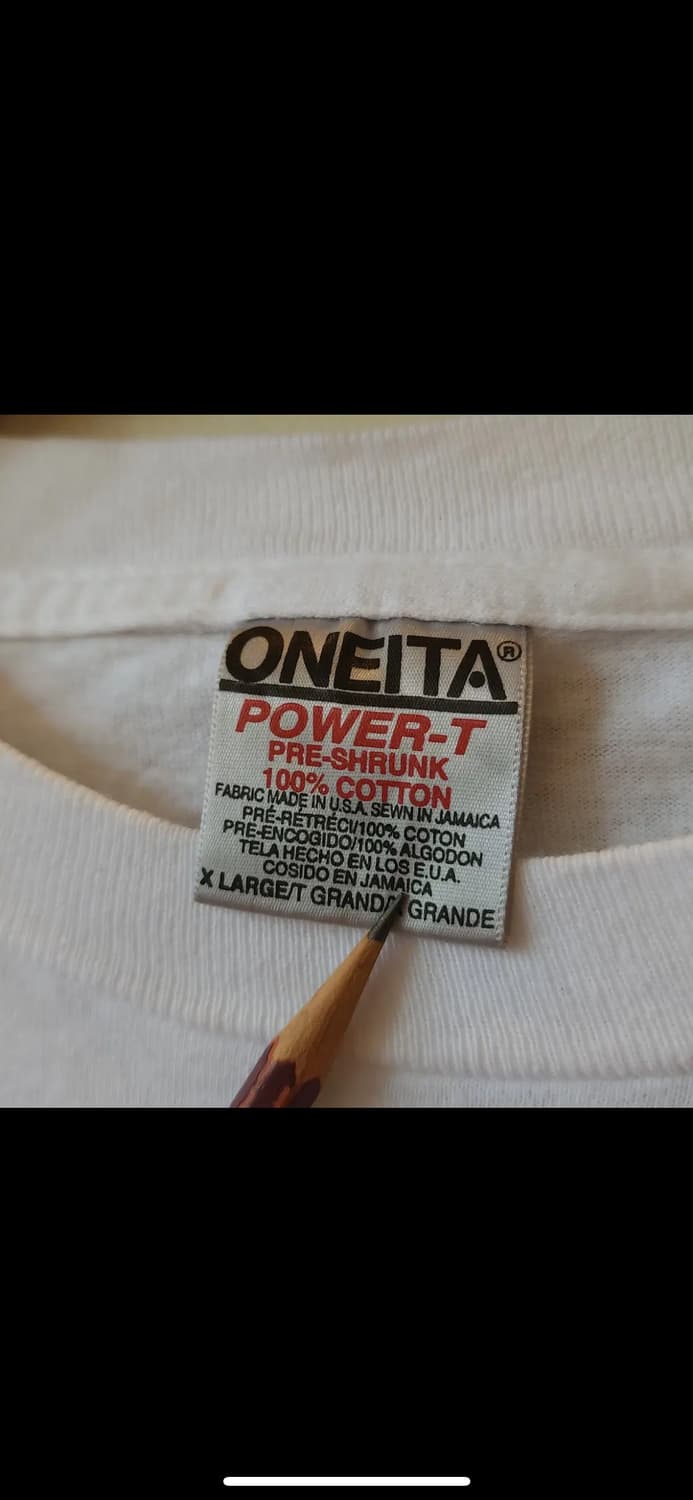 ONEITA®
POWER-T
PRE-SHRUNK
100% COTTON
FABRIC MADE IN U.S.A. SEWN IN JAMAICA
PRÉ-RÉTRÉCI/100% COTON
PRE-ENCOGIDO/100% ALGODON
TELA HECHO EN LOS E.U.A.
COSIDO EN JAMAICA
X LARGE/T GRAND/ GRANDE